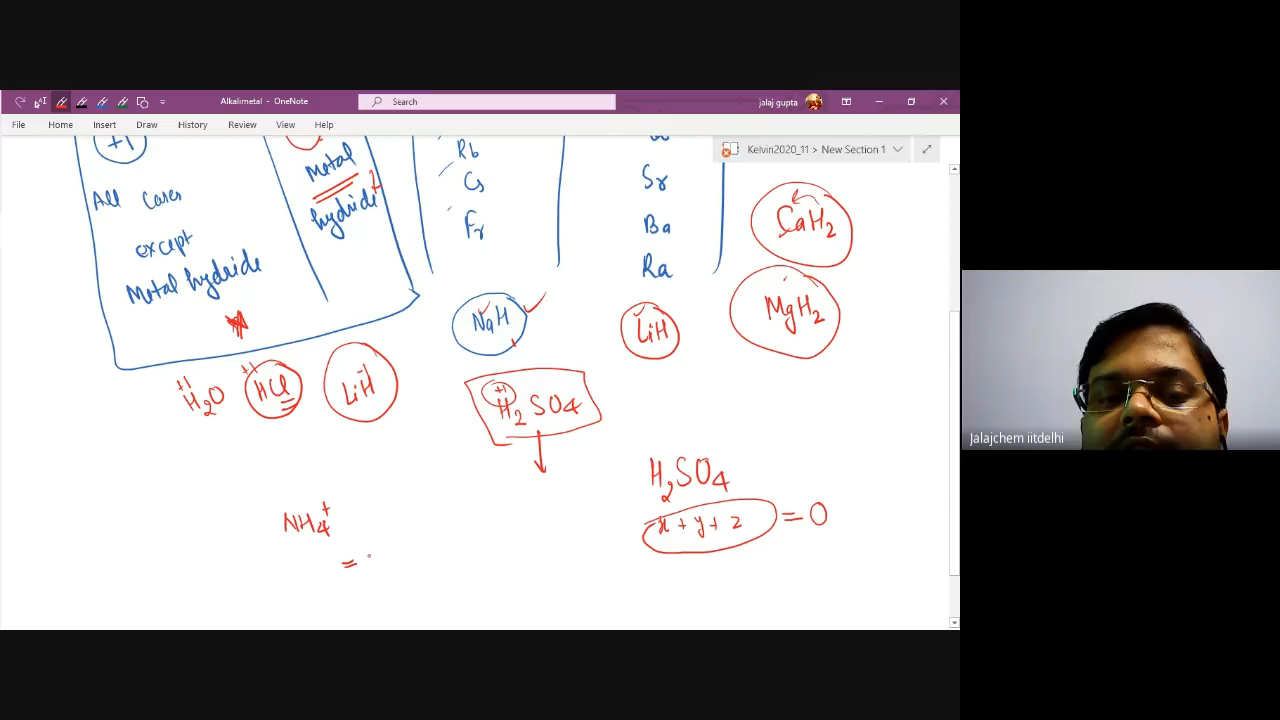 Alkalimetal - OneNote
Search
jalaj gupta
File Home Insert Draw History Review View Help
Kelvin2020_11 > New Section 1
+1
All Cases
except
Metal hydride
Metal
hydride
Rb
Cs
Fr
Sr
Ba
Ra
CaH2
MgH2
NaH
LiH
+1
H2O
+1
HCl
LiH
+1
H2SO4
H2SO4
x + y + z = 0
NH4+
=
Jalajchem iitdelhi